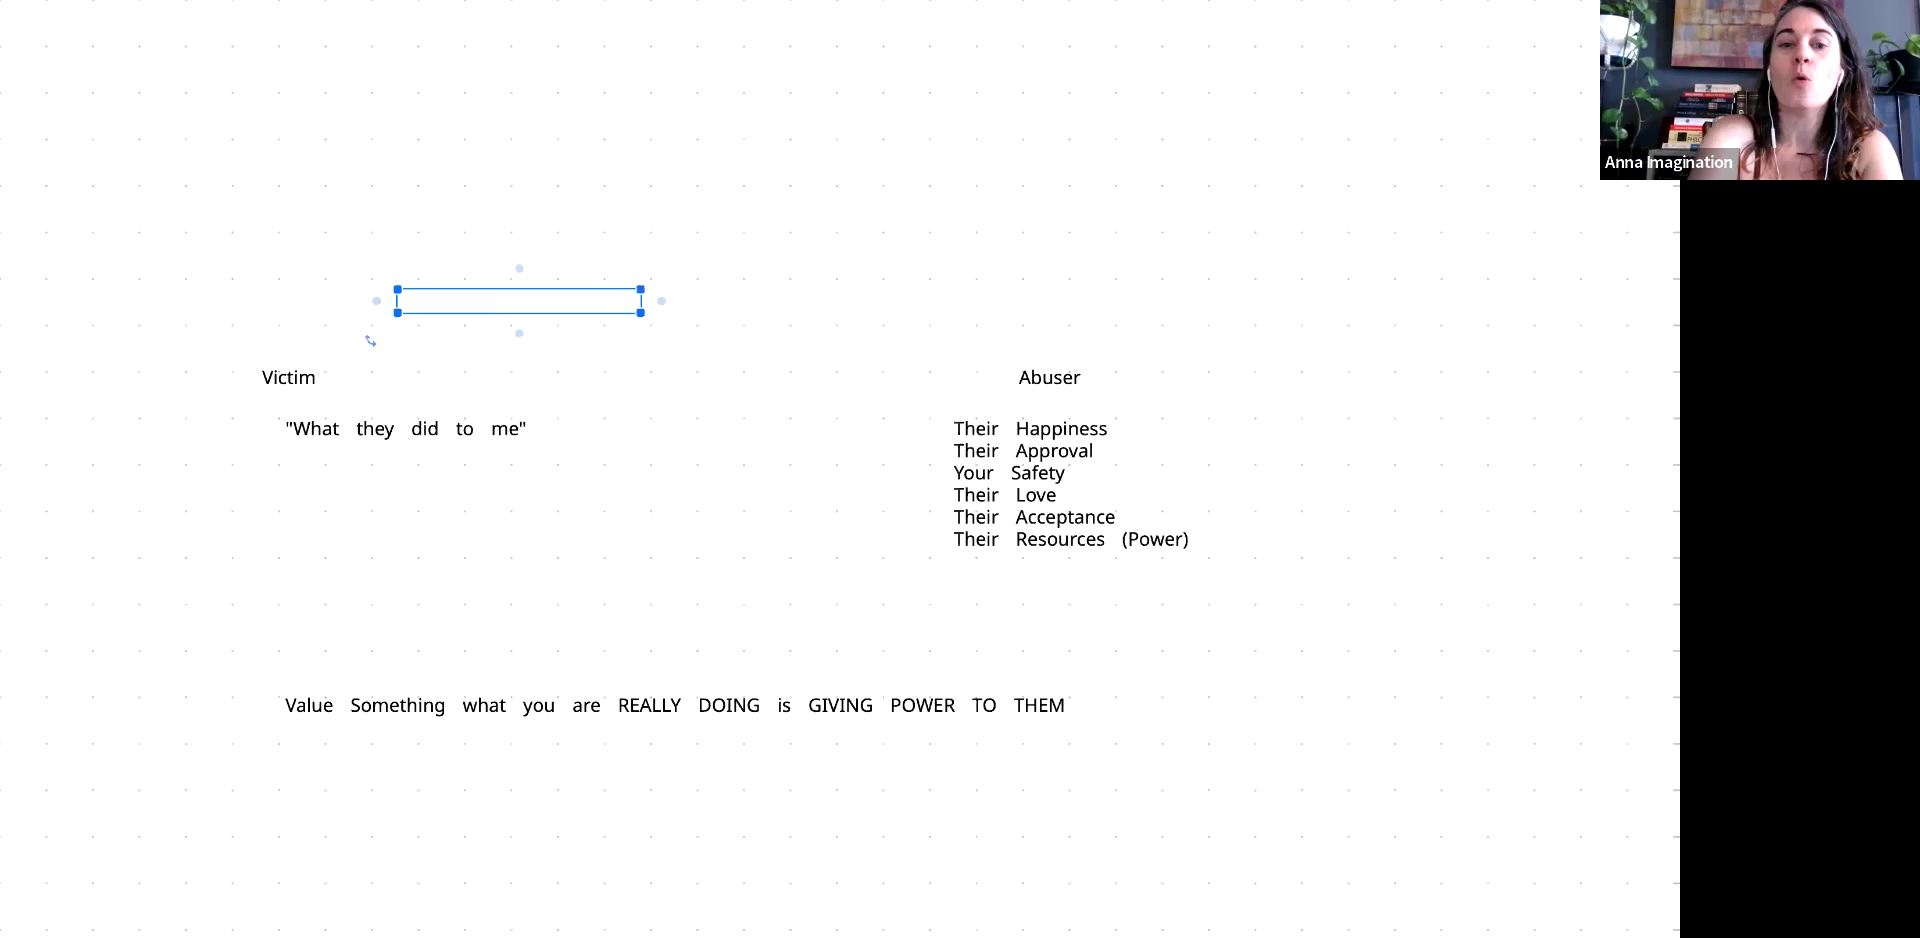 Anna Imagination
Victim
Abuser
"What they did to me"
Their Happiness
Their Approval
Your Safety
Their Love
Their Acceptance
Their Resources (Power)
Value Something what you are REALLY DOING is GIVING POWER TO THEM